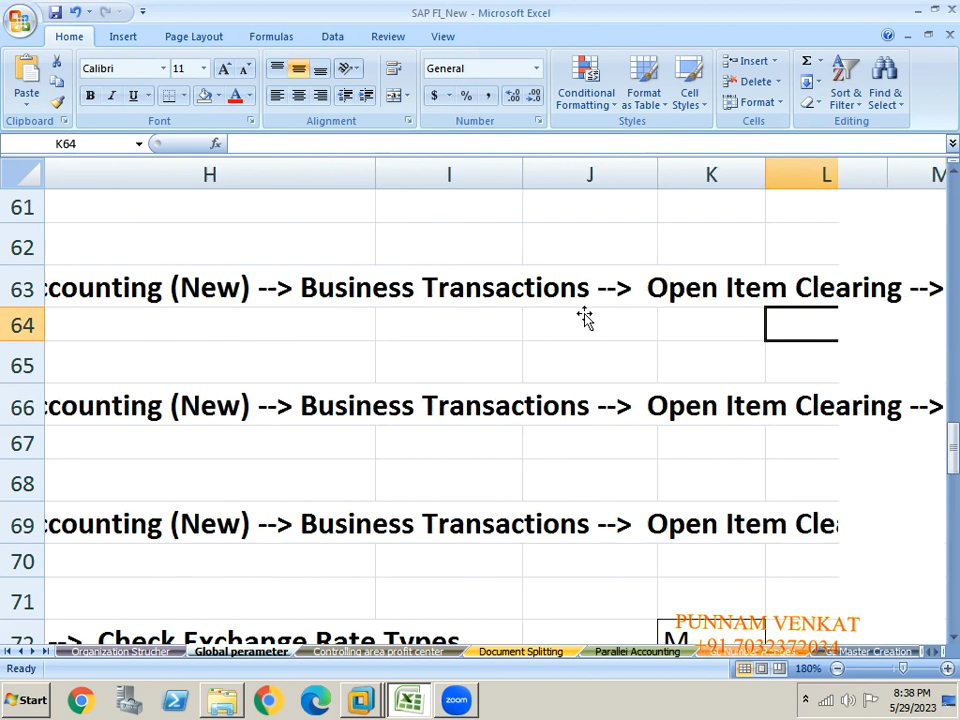 SAP FI_New - Microsoft Excel
Home Insert Page Layout Formulas Data Review View
Paste
Clipboard
Calibri 11
B I U
Font
Alignment
General
$ % ,
Number
Conditional Formatting
Format as Table
Cell Styles
Styles
Insert
Delete
Format
Cells
Sort & Filter
Find & Select
Editing
K64
fx
H I J K L M
61
62
63 ccounting (New) --> Business Transactions --> Open Item Clearing -->
64
65
66 ccounting (New) --> Business Transactions --> Open Item Clearing -->
67
68
69 ccounting (New) --> Business Transactions --> Open Item Clea
70
71
72 --> Check Exchange Rate Types M
PUNNAM VENKAT
+91 7032372034
Organization Strucher Global perameter Controlling area profit center Document Splitting Parallel Accounting Master Creation
Ready
180%
Start
zoom
8:38 PM
5/29/2023